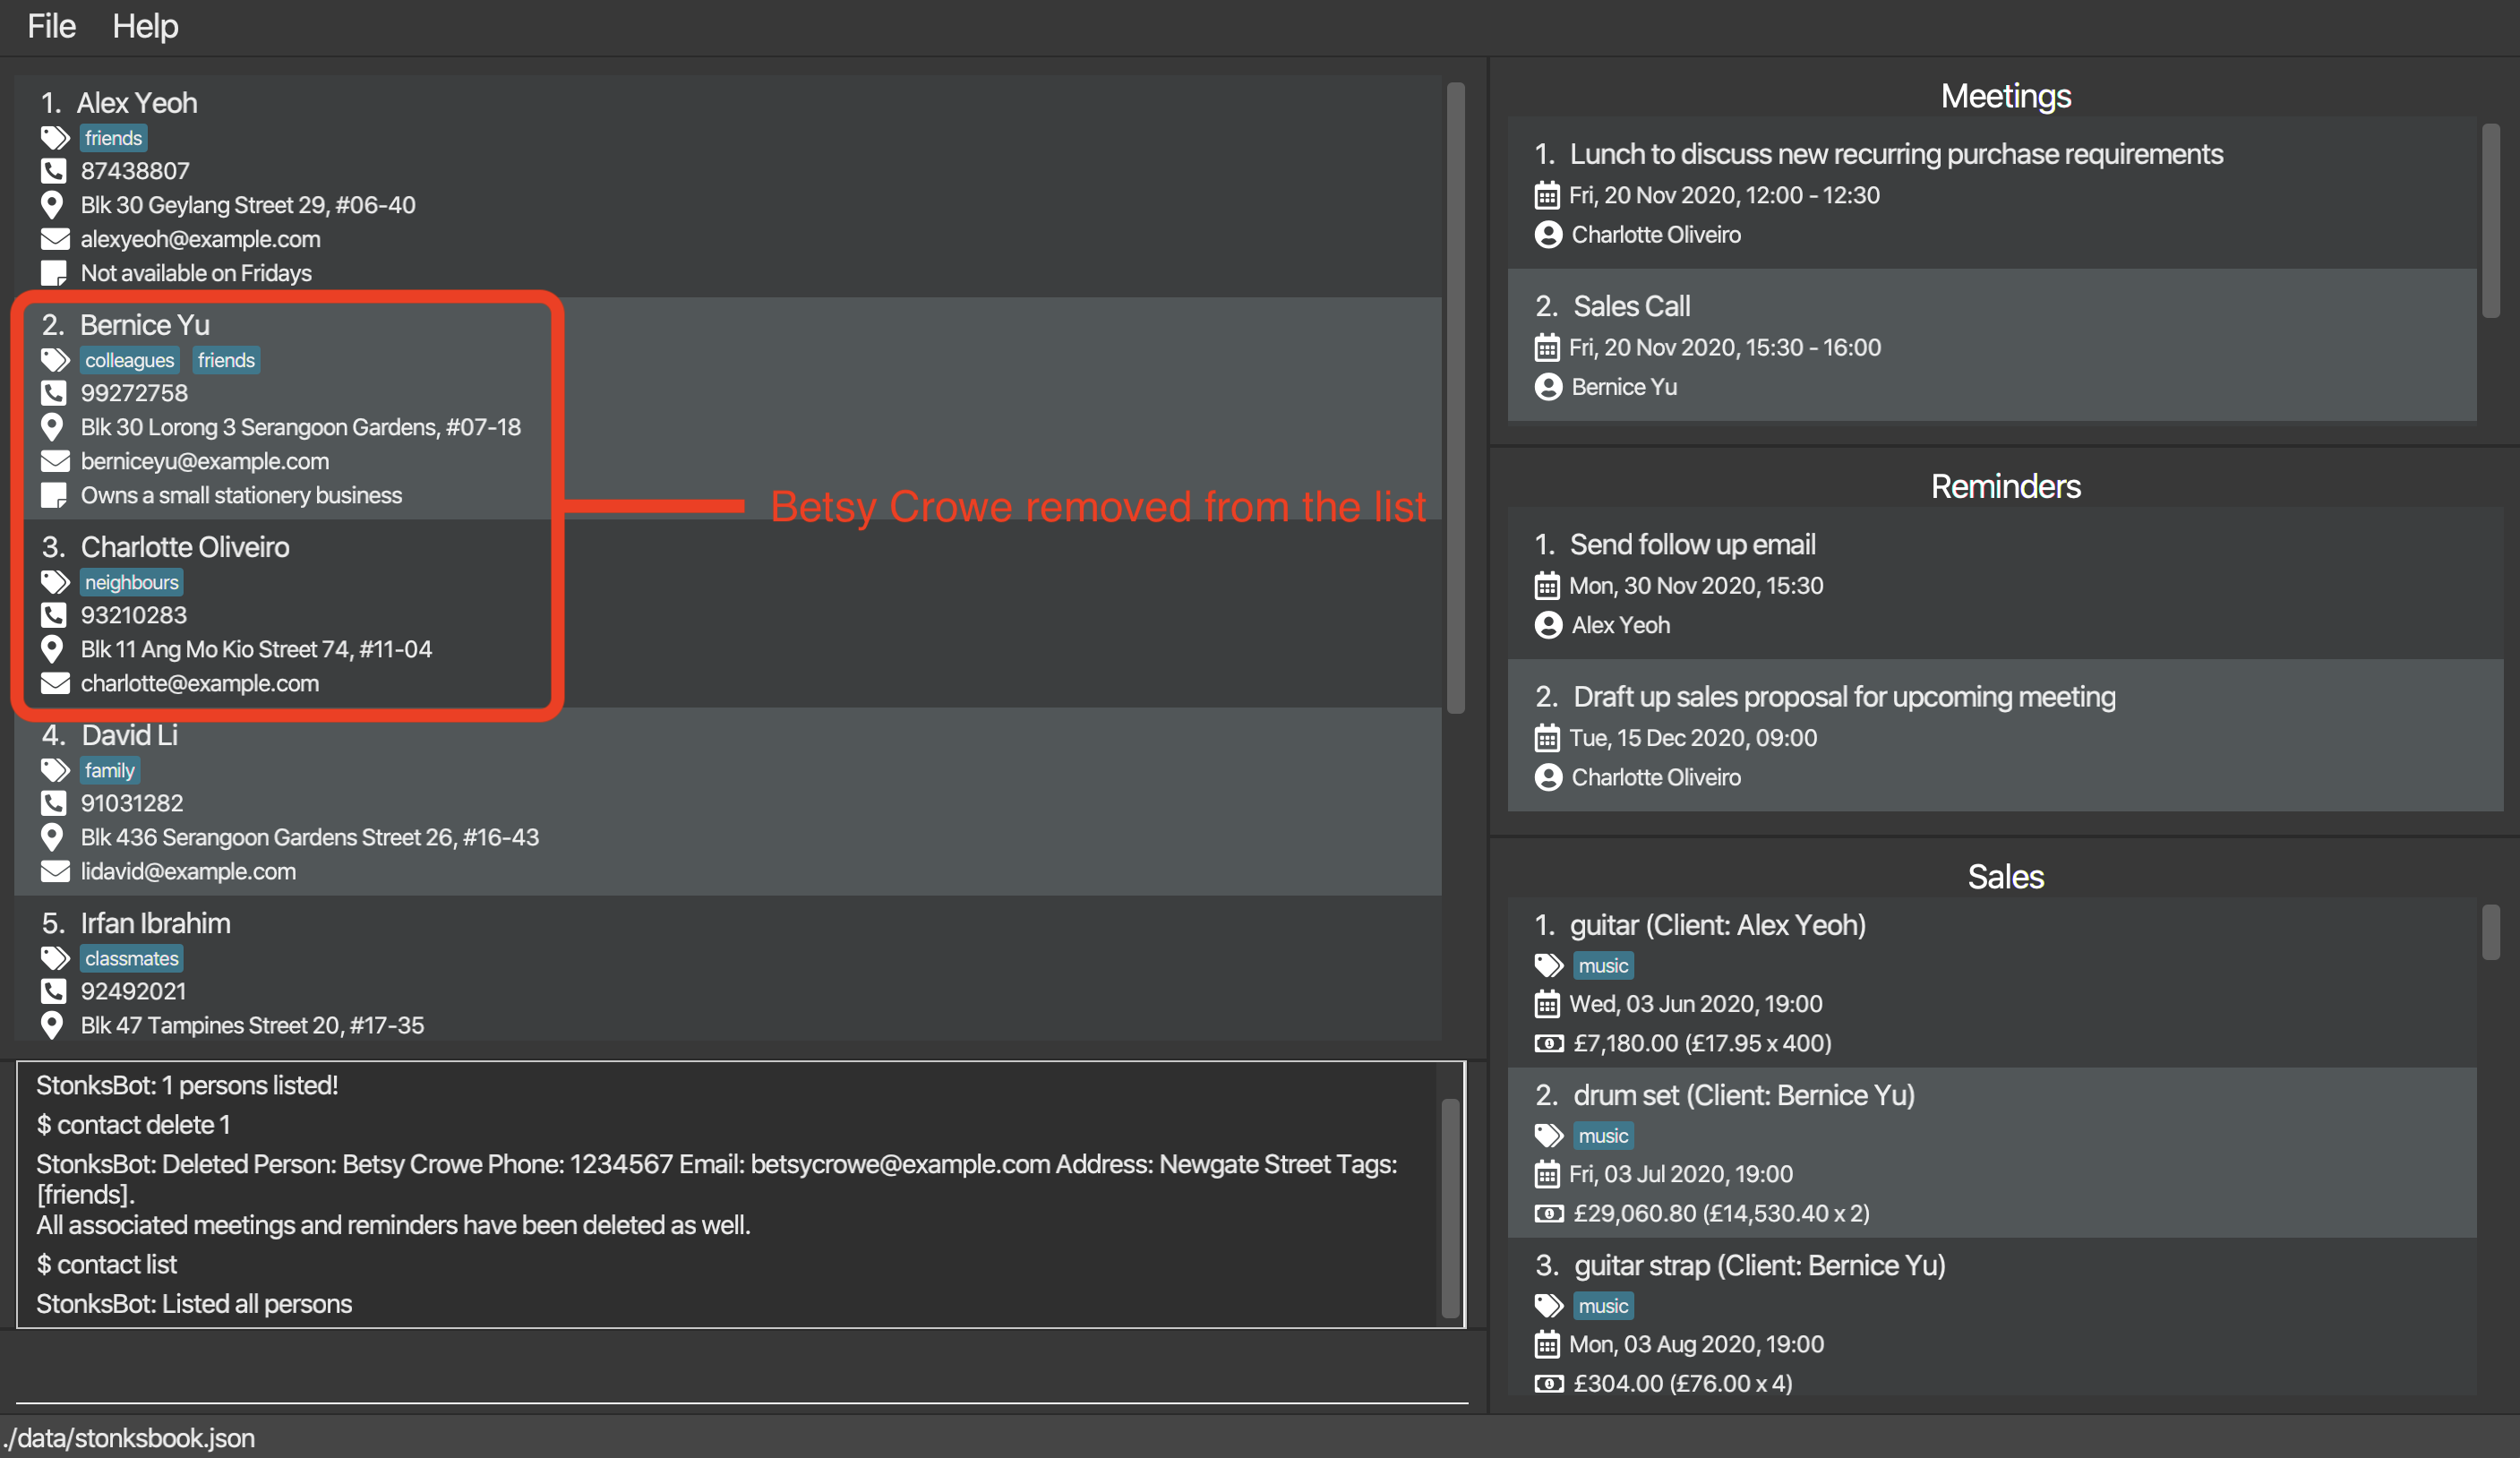 File Help
1. Alex Yeoh
friends
87438807
Blk 30 Geylang Street 29, #06-40
alexyeoh@example.com
Not available on Fridays
2. Bernice Yu
colleagues friends
99272758
Blk 30 Lorong 3 Serangoon Gardens, #07-18
berniceyu@example.com
Owns a small stationery business
3. Charlotte Oliveiro
neighbours
93210283
Blk 11 Ang Mo Kio Street 74, #11-04
charlotte@example.com
4. David Li
family
91031282
Blk 436 Serangoon Gardens Street 26, #16-43
lidavid@example.com
5. Irfan Ibrahim
classmates
92492021
Blk 47 Tampines Street 20, #17-35
Betsy Crowe removed from the list
StonksBot: 1 persons listed!
$ contact delete 1
StonksBot: Deleted Person: Betsy Crowe Phone: 1234567 Email: betsycrowe@example.com Address: Newgate Street Tags:
[friends].
All associated meetings and reminders have been deleted as well.
$ contact list
StonksBot: Listed all persons
Meetings
1. Lunch to discuss new recurring purchase requirements
Fri, 20 Nov 2020, 12:00 - 12:30
Charlotte Oliveiro
2. Sales Call
Fri, 20 Nov 2020, 15:30 - 16:00
Bernice Yu
Reminders
1. Send follow up email
Mon, 30 Nov 2020, 15:30
Alex Yeoh
2. Draft up sales proposal for upcoming meeting
Tue, 15 Dec 2020, 09:00
Charlotte Oliveiro
Sales
1. guitar (Client: Alex Yeoh)
music
Wed, 03 Jun 2020, 19:00
£7,180.00 (£17.95 x 400)
2. drum set (Client: Bernice Yu)
music
Fri, 03 Jul 2020, 19:00
£29,060.80 (£14,530.40 x 2)
3. guitar strap (Client: Bernice Yu)
music
Mon, 03 Aug 2020, 19:00
£304.00 (£76.00 x 4)
./data/stonksbook.json